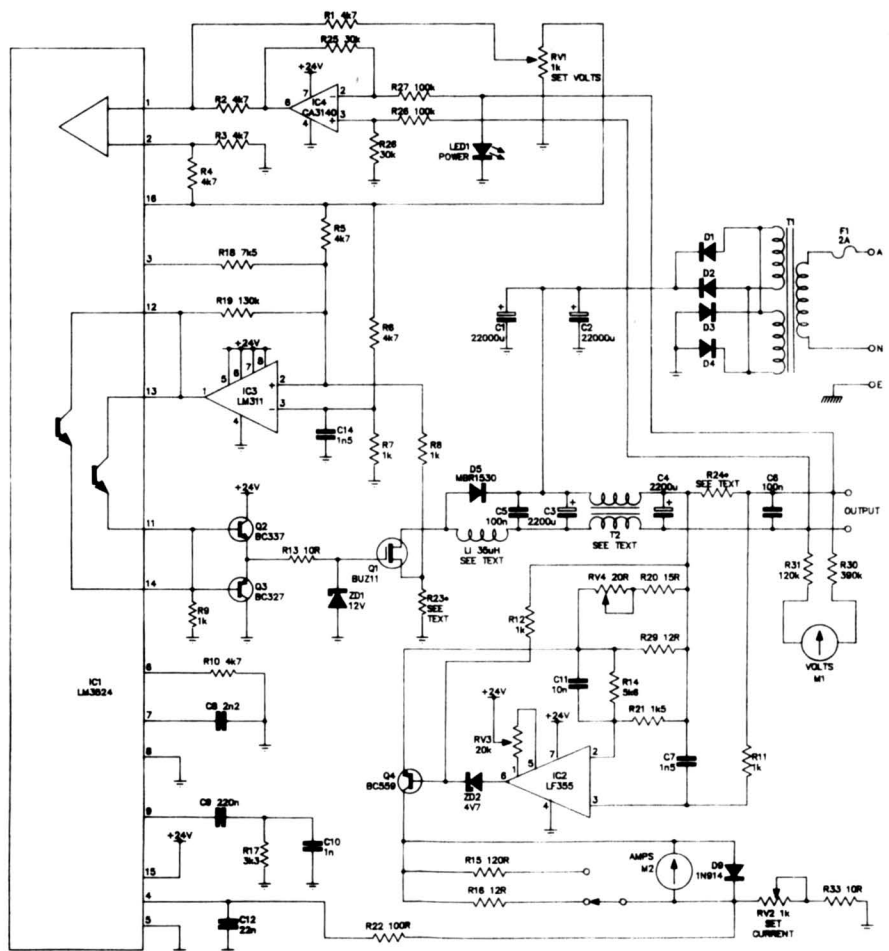 R1 4k7
R25 30k
+24V
RV1
1k
SET VOLTS
7
2
R27 100k
1
R2 4k7
6
IC4
CA3140
−
3
R26 100k
+
4
2
R3 4k7
R28
30k
LED1
POWER
R4
4k7
16
T1
R5
4k7
F1
2A
A
D1
3
R18 7k5
D2
12
R19 130k
+
C1
22000u
+
C2
22000u
D3
R6
4k7
D4
N
+24V
5 6 7 8
2
13
1
IC3
LM311
+
−
3
E
4
C14
1n5
R7
1k
R8
1k
D5
MBR1530
C4
2200u
R24*
SEE TEXT
C6
100n
+24V
C5
100n
+
C3
2200u
+
OUTPUT
11
Q2
BC337
L1 35uH
SEE TEXT
T2
SEE TEXT
R13 10R
Q1
BUZ11
R31
120k
R30
390k
14
Q3
BC327
ZD1
12V
R23*
SEE
TEXT
RV4 20R
R20 15R
R9
1k
R12
1k
VOLTS
M1
R29 12R
IC1
LM3524
6
R10 4k7
C11
10n
R14
5k6
7
C8 2n2
+24V
+24V
R21 1k5
8
RV3
20k
7
2
C7
1n5
R11
1k
Q4
BC559
ZD2
4V7
6
1
5
IC2
LF355
9
C9 220n
4
3
+24V
R17
3k3
C10
1n
AMPS
M2
D9
1N914
15
R15 120R
4
R16 12R
RV2 1k
SET
CURRENT
R33 10R
5
C12
22n
R22 100R